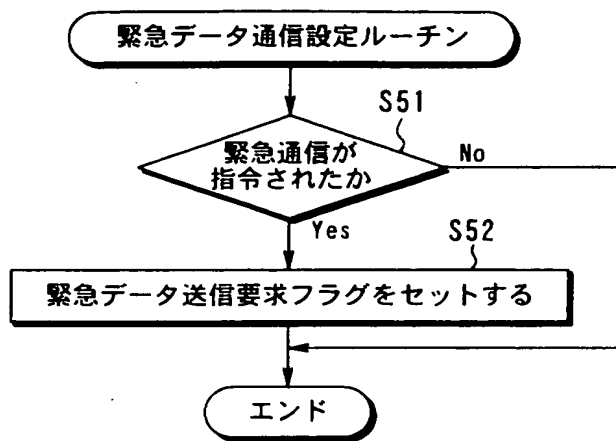 緊急データ通信設定ルーチン
S51
緊急通信が
指令されたか
No
Yes
S52
緊急データ送信要求フラグをセットする
エンド